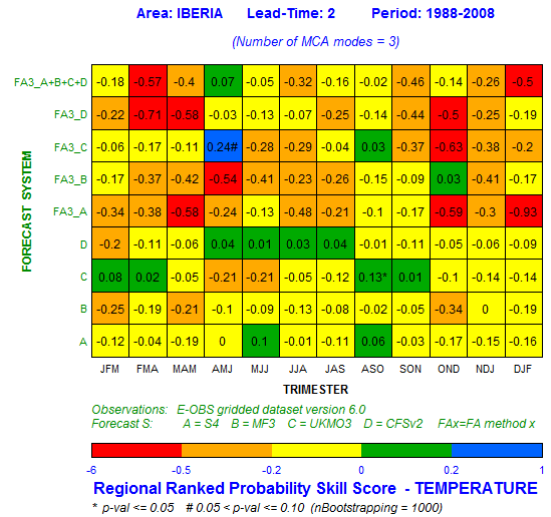 Area: IBERIA Lead-Time: 2 Period: 1988-2008
(Number of MCA modes = 3)
FORECAST SYSTEM
FA3_A+B+C+D -0.18 -0.57 -0.4 0.07 -0.05 -0.32 -0.16 -0.02 -0.46 -0.14 -0.26 -0.5
FA3_D -0.22 -0.71 -0.58 -0.03 -0.13 -0.07 -0.25 -0.14 -0.44 -0.5 -0.25 -0.19
FA3_C -0.06 -0.17 -0.11 0.24# -0.28 -0.29 -0.04 0.03 -0.37 -0.63 -0.38 -0.2
FA3_B -0.17 -0.37 -0.42 -0.54 -0.41 -0.23 -0.26 -0.15 -0.09 0.03 -0.41 -0.17
FA3_A -0.34 -0.38 -0.58 -0.24 -0.13 -0.48 -0.21 -0.1 -0.17 -0.59 -0.3 -0.93
D -0.2 -0.11 -0.06 0.04 0.01 0.03 0.04 -0.01 -0.11 -0.05 -0.06 -0.09
C 0.08 0.02 -0.05 -0.21 -0.21 -0.05 -0.12 0.13* 0.01 -0.1 -0.14 -0.14
B -0.25 -0.19 -0.21 -0.1 -0.09 -0.13 -0.08 -0.02 -0.05 -0.34 0 -0.19
A -0.12 -0.04 -0.19 0 0.1 -0.01 -0.11 0.06 -0.03 -0.17 -0.15 -0.16
JFM FMA MAM AMJ MJJ JJA JAS ASO SON OND NDJ DJF
TRIMESTER
Observations: E-OBS gridded dataset version 6.0
Forecast S: A = S4 B = MF3 C = UKMO3 D = CFSv2 FAx=FA method x
-6 -0.5 -0.2 0 0.2 1
Regional Ranked Probability Skill Score - TEMPERATURE
* p-val <= 0.05 # 0.05 < p-val <= 0.10 (nBootstrapping = 1000)